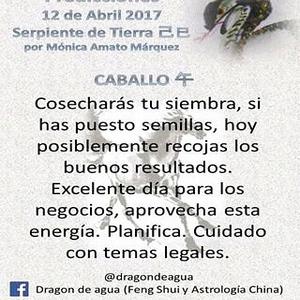 Predicciones
12 de Abril 2017
Serpiente de Tierra 己巳
por Mónica Amato Márquez
CABALLO 午
Cosecharás tu siembra, si
has puesto semillas, hoy
posiblemente recojas los
buenos resultados.
Excelente día para los
negocios, aprovecha esta
energía. Planifica. Cuidado
con temas legales.
@dragondeagua
Dragon de agua (Feng Shui y Astrología China)